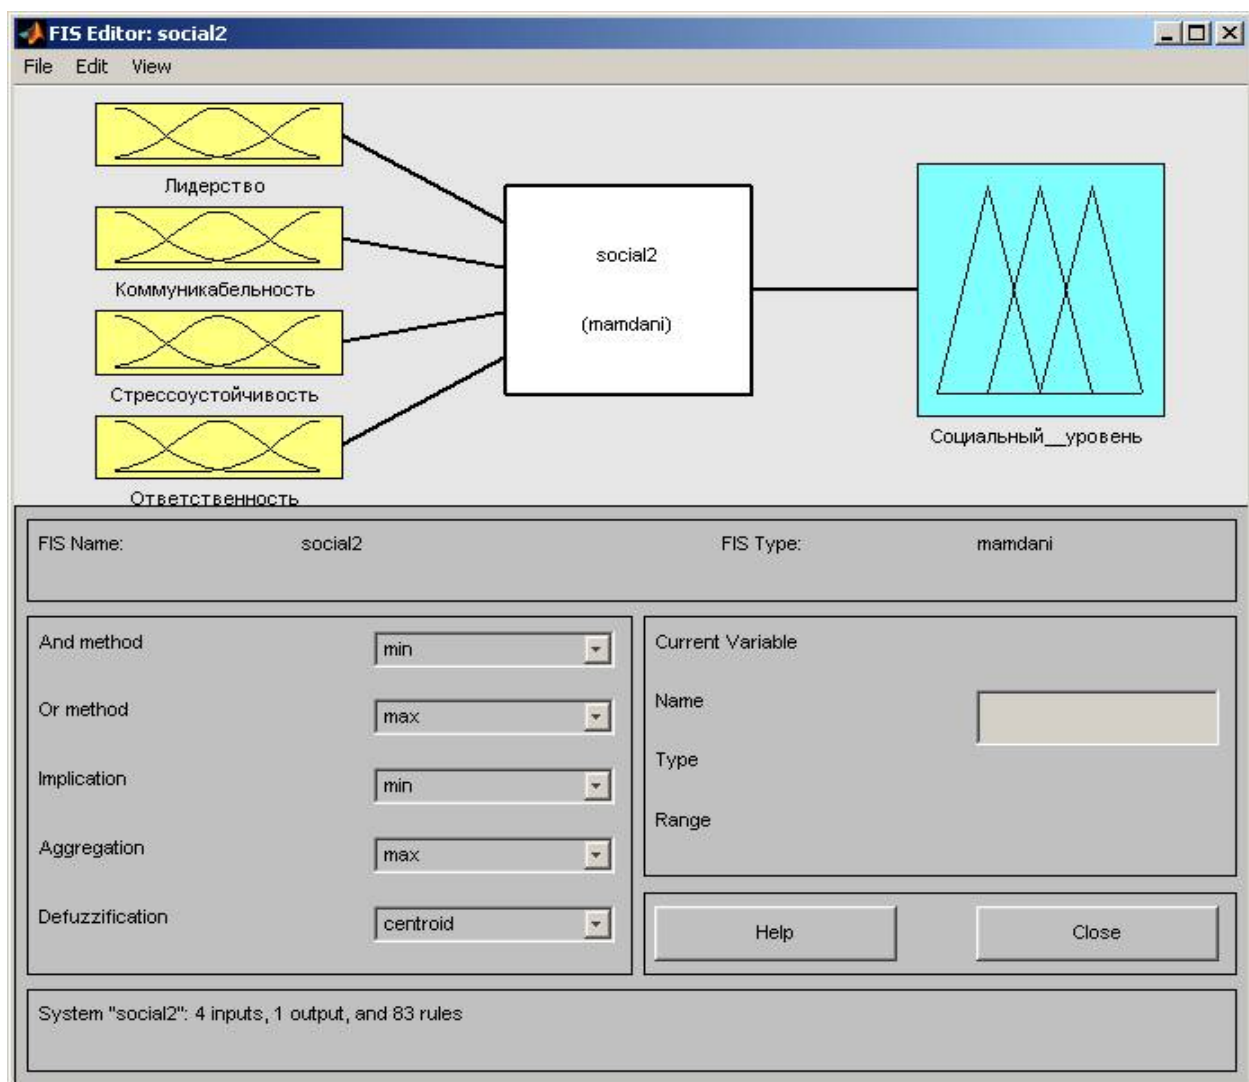 FIS Editor: social2
File Edit View
Лидерство
Коммуникабельность
Стрессоустойчивость
Ответственность
social2
(mamdani)
Социальный__уровень
FIS Name: social2 FIS Type: mamdani
And method min
Or method max
Implication min
Aggregation max
Defuzzification centroid
Current Variable
Name
Type
Range
Help Close
System "social2": 4 inputs, 1 output, and 83 rules